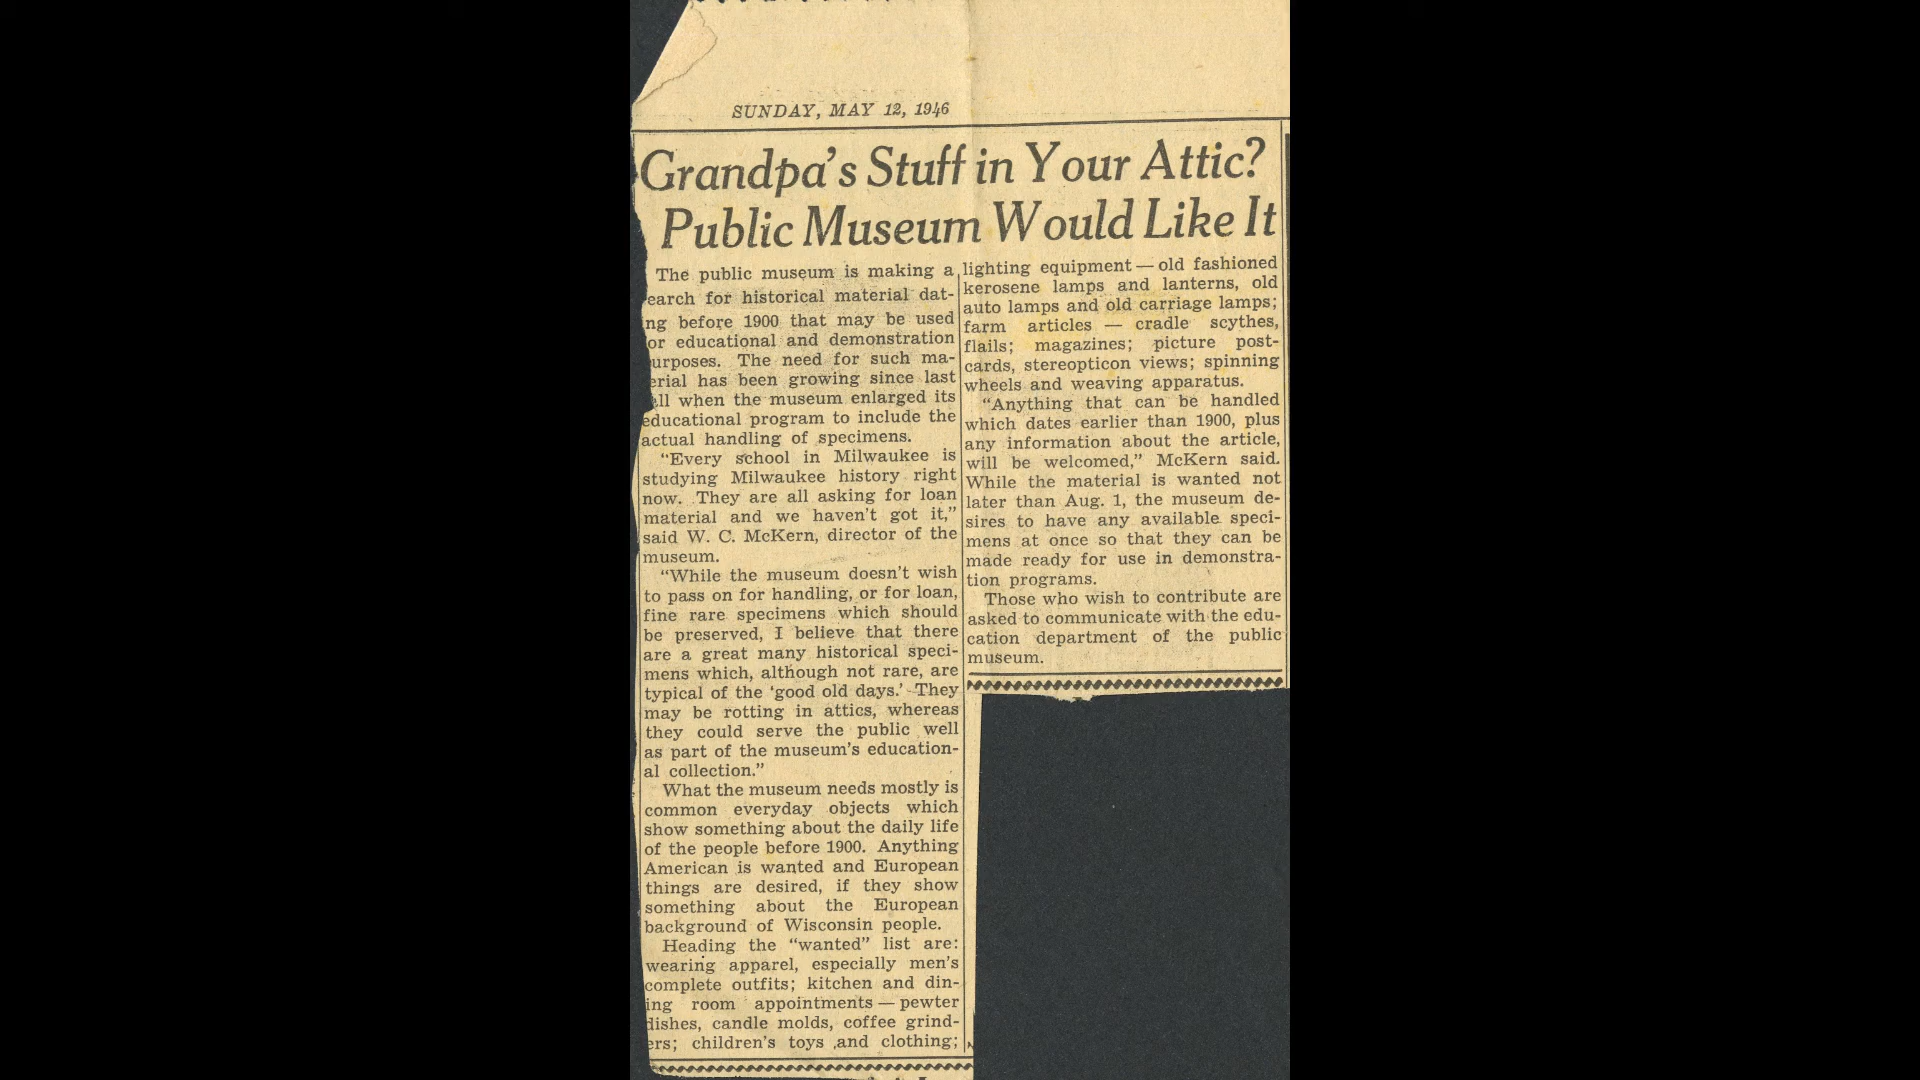 SUNDAY, MAY 12, 1946
Grandpa's Stuff in Your Attic?
Public Museum Would Like It
The public museum is making a
earch for historical material dat-
ng before 1900 that may be used
or educational and demonstration
urposes. The need for such ma-
erial has been growing since last
ll when the museum enlarged its
educational program to include the
actual handling of specimens.
“Every school in Milwaukee is
studying Milwaukee history right
now. They are all asking for loan
material and we haven't got it,”
said W. C. McKern, director of the
museum.
“While the museum doesn't wish
to pass on for handling, or for loan,
fine rare specimens which should
be preserved, I believe that there
are a great many historical speci-
mens which, although not rare, are
typical of the ‘good old days.’ They
may be rotting in attics, whereas
they could serve the public well
as part of the museum's education-
al collection.”
What the museum needs mostly is
common everyday objects which
show something about the daily life
of the people before 1900. Anything
American is wanted and European
things are desired, if they show
something about the European
background of Wisconsin people.
Heading the “wanted” list are:
wearing apparel, especially men's
complete outfits; kitchen and din-
ing room appointments — pewter
dishes, candle molds, coffee grind-
ers; children's toys and clothing;
lighting equipment — old fashioned
kerosene lamps and lanterns, old
auto lamps and old carriage lamps;
farm articles — cradle scythes,
flails; magazines; picture post-
cards, stereopticon views; spinning
wheels and weaving apparatus.
“Anything that can be handled
which dates earlier than 1900, plus
any information about the article,
will be welcomed,” McKern said.
While the material is wanted not
later than Aug. 1, the museum de-
sires to have any available speci-
mens at once so that they can be
made ready for use in demonstra-
tion programs.
Those who wish to contribute are
asked to communicate with the edu-
cation department of the public
museum.